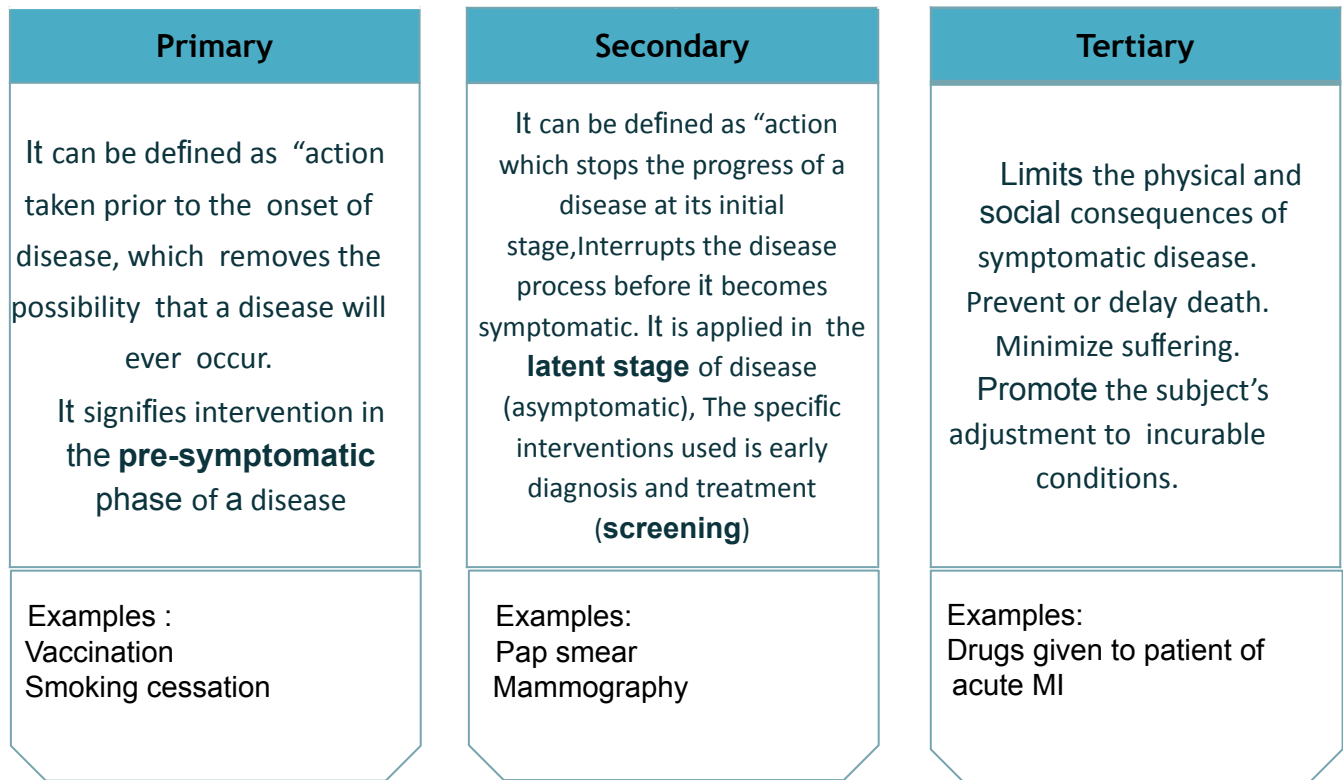 Primary
It can be defined as “action
taken prior to the onset of
disease, which removes the
possibility that a disease will
ever occur.
It signifies intervention in
the pre-symptomatic
phase of a disease
Examples :
Vaccination
Smoking cessation
Secondary
It can be defined as “action
which stops the progress of a
disease at its initial
stage,Interrupts the disease
process before it becomes
symptomatic. It is applied in the
latent stage of disease
(asymptomatic), The specific
interventions used is early
diagnosis and treatment
(screening)
Examples:
Pap smear
Mammography
Tertiary
Limits the physical and
social consequences of
symptomatic disease.
Prevent or delay death.
Minimize suffering.
Promote the subject’s
adjustment to incurable
conditions.
Examples:
Drugs given to patient of
acute MI